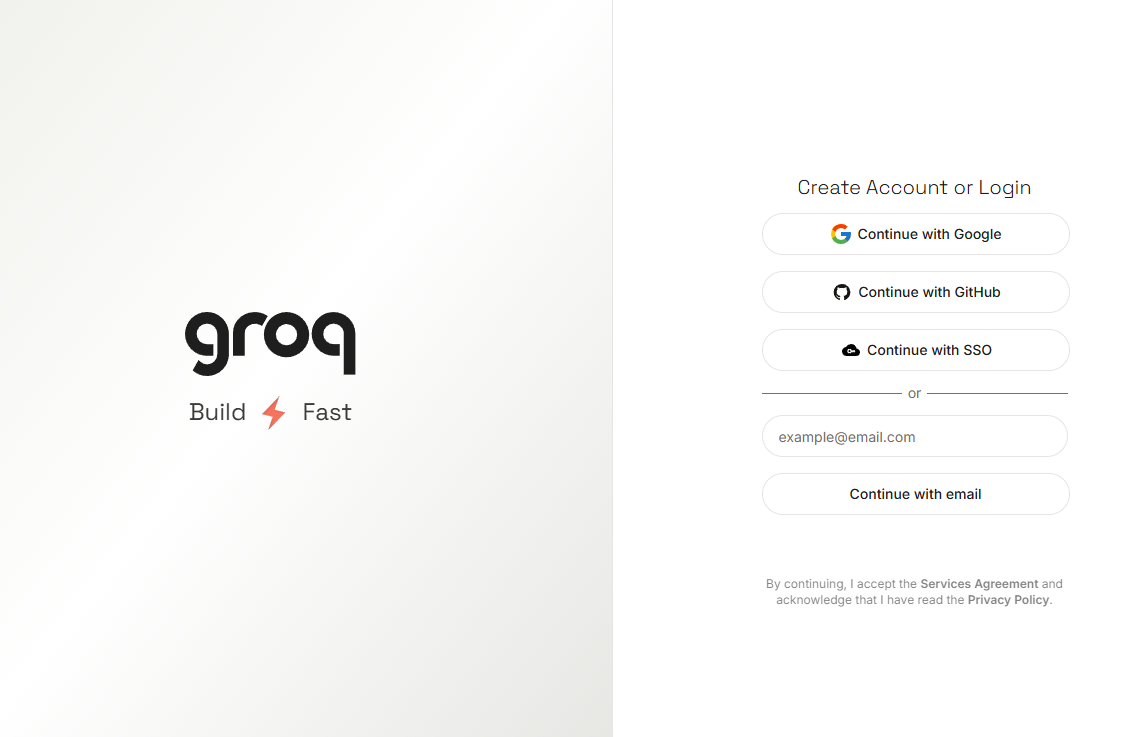 groq
Build Fast
Create Account or Login
Continue with Google
Continue with GitHub
Continue with SSO
or
example@email.com
Continue with email
By continuing, I accept the Services Agreement and
acknowledge that I have read the Privacy Policy.